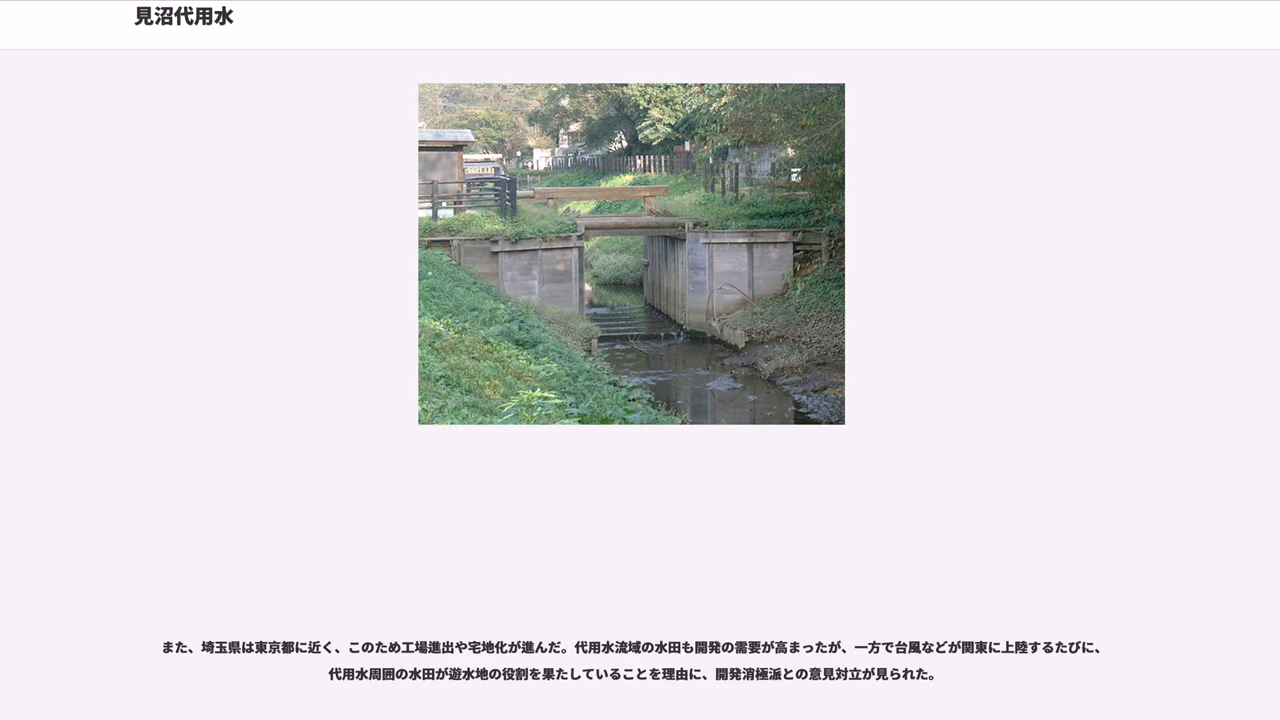 見沼代用水
また、埼玉県は東京都に近く、このため工場進出や宅地化が進んだ。代用水流域の水田も開発の需要が高まったが、一方で台風などが関東に上陸するたびに、
代用水周囲の水田が遊水地の役割を果たしていることを理由に、開発消極派との意見対立が見られた。